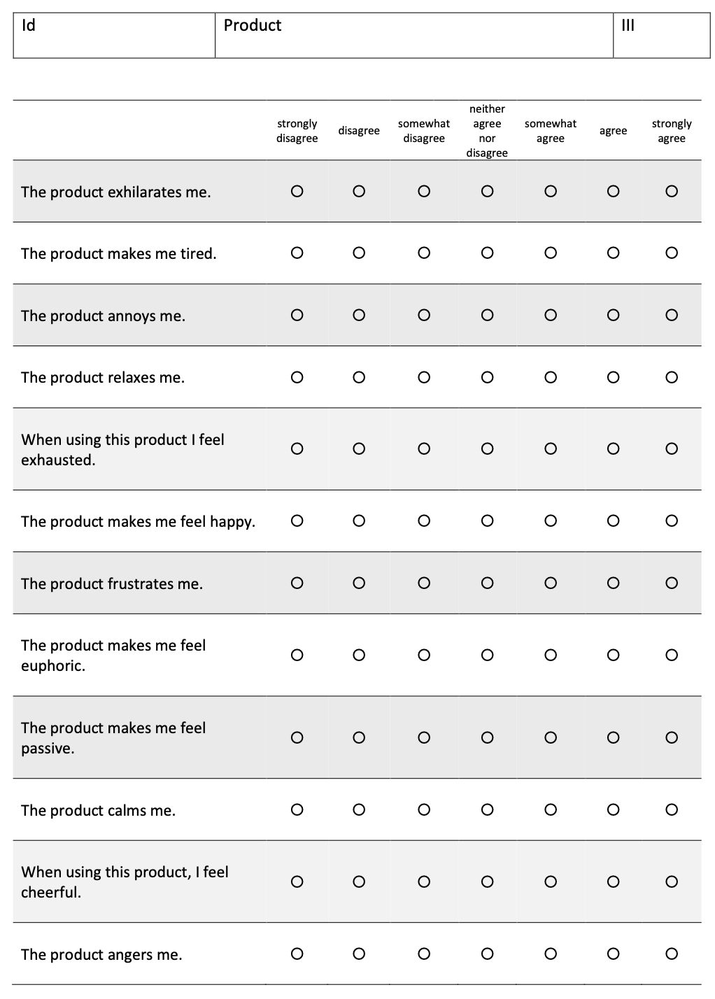 Id
Product
III
strongly
disagree
disagree
somewhat
disagree
neither
agree
nor
disagree
somewhat
agree
agree
strongly
agree
The product exhilarates me.
The product makes me tired.
The product annoys me.
The product relaxes me.
When using this product I feel
exhausted.
The product makes me feel happy.
The product frustrates me.
The product makes me feel
euphoric.
The product makes me feel
passive.
The product calms me.
When using this product, I feel
cheerful.
The product angers me.